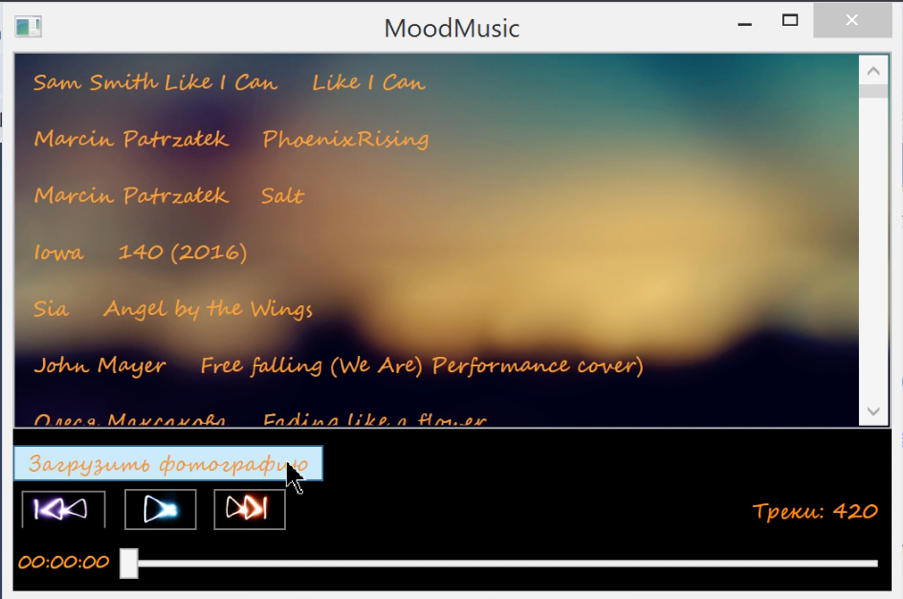 MoodMusic
Sam Smith Like I Can Like I Can
Marcin Patrzałek PhoenixRising
Marcin Patrzałek Salt
Iowa 140 (2016)
Sia Angel by the Wings
John Mayer Free falling (We Are) Performance cover)
Олеся Максакова Fading like a flower
Загрузить фотографию
Треки: 420
00:00:00